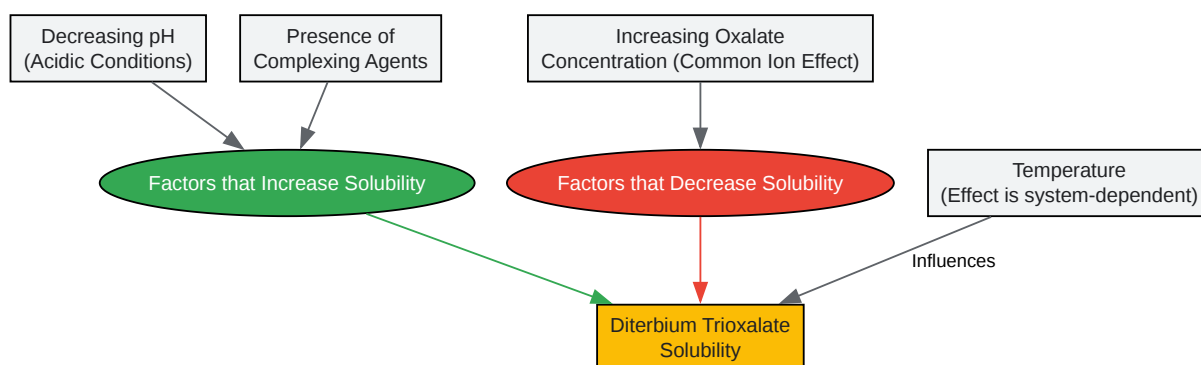 Decreasing pH
(Acidic Conditions)
Presence of
Complexing Agents
Increasing Oxalate
Concentration (Common Ion Effect)
Factors that Increase Solubility
Factors that Decrease Solubility
Temperature
(Effect is system-dependent)
Influences
Diterbium Trioxalate
Solubility